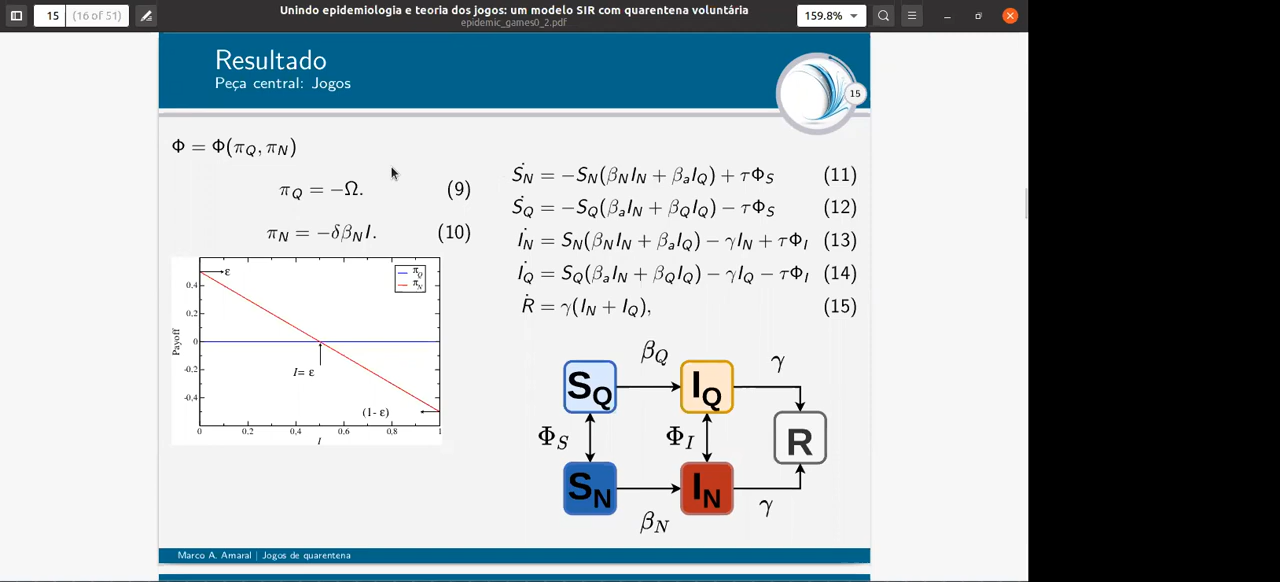 15 (16 of 51)
Unindo epidemiologia e teoria dos jogos: um modelo SIR com quarentena voluntária
epidemic_games0_2.pdf
159.8%
Resultado
Peça central: Jogos
15
Φ = Φ(π_Q, π_N)
π_Q = −Ω. (9)
π_N = −δβ_N I. (10)
Ṡ_N = −S_N(β_N I_N + β_a I_Q) + τΦ_S (11)
Ṡ_Q = −S_Q(β_a I_N + β_Q I_Q) − τΦ_S (12)
İ_N = S_N(β_N I_N + β_a I_Q) − γI_N + τΦ_I (13)
İ_Q = S_Q(β_a I_N + β_Q I_Q) − γI_Q − τΦ_I (14)
Ṙ = γ(I_N + I_Q), (15)
ε
π_Q
π_N
0,4
0,2
0
-0,2
-0,4
Payoff
I= ε
(1- ε)
0 0,2 0,4 0,6 0,8 1
I
β_Q
γ
S_Q I_Q
Φ_S Φ_I R
S_N I_N
β_N
γ
Marco A. Amaral | Jogos de quarentena